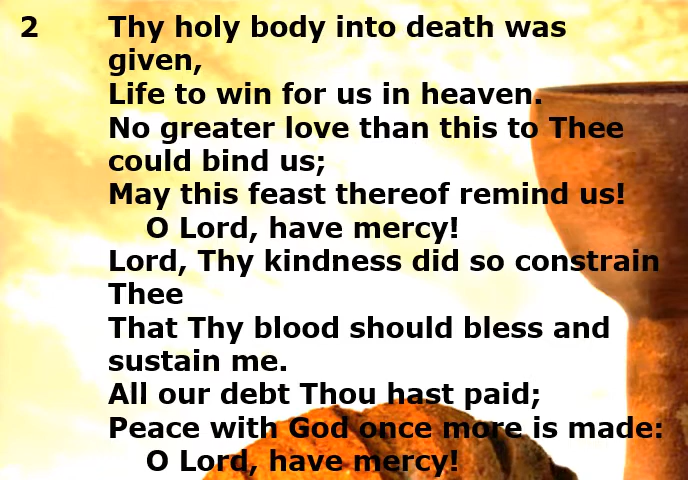 2 Thy holy body into death was
given,
Life to win for us in heaven.
No greater love than this to Thee
could bind us;
May this feast thereof remind us!
O Lord, have mercy!
Lord, Thy kindness did so constrain
Thee
That Thy blood should bless and
sustain me.
All our debt Thou hast paid;
Peace with God once more is made:
O Lord, have mercy!